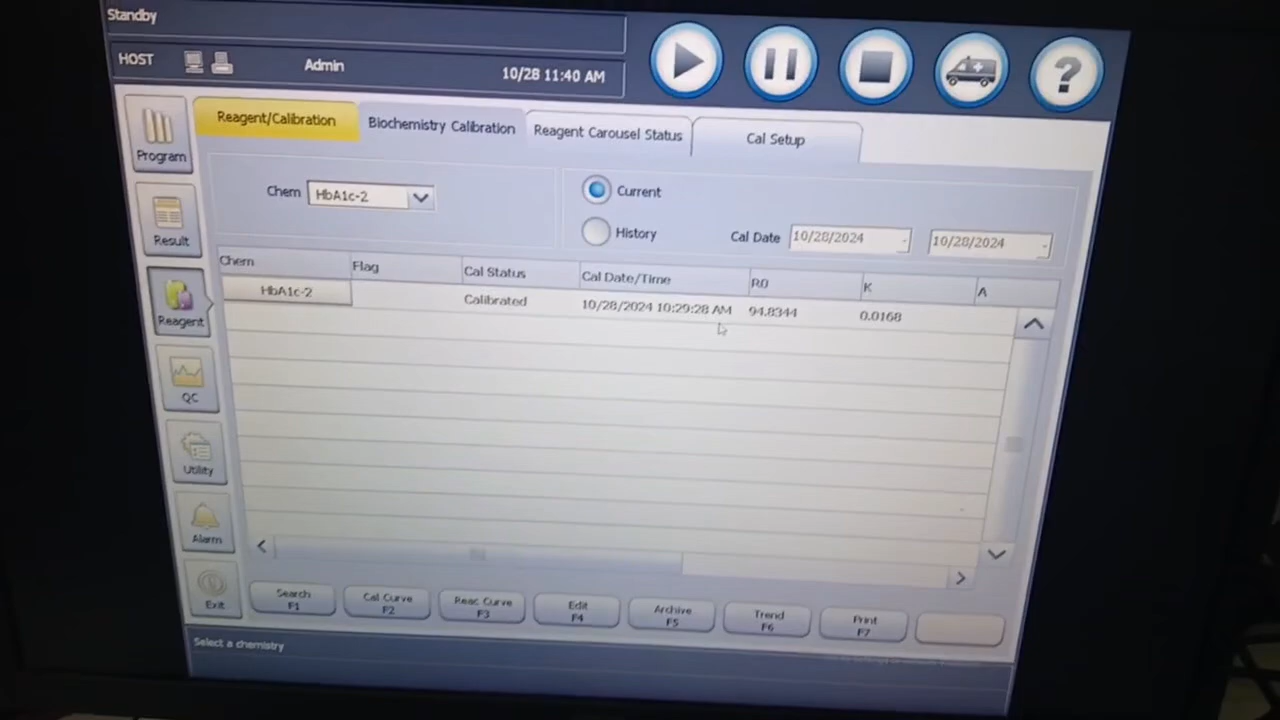 Standby
HOST
Admin
10/28 11:40 AM
?
Reagent/Calibration
Biochemistry Calibration
Reagent Carousel Status
Cal Setup
Program
Result
Reagent
QC
Utility
Alarm
Exit
Chem
HbA1c-2
Current
History
Cal Date
10/28/2024
10/28/2024
Chem Flag Cal Status Cal Date/Time R0 K A
HbA1c-2 Calibrated 10/28/2024 10:29:28 AM 94.8344 0.0168
Search
F1
Cal Curve
F2
Reac Curve
F3
Edit
F4
Archive
F5
Trend
F6
Print
F7
Select a chemistry